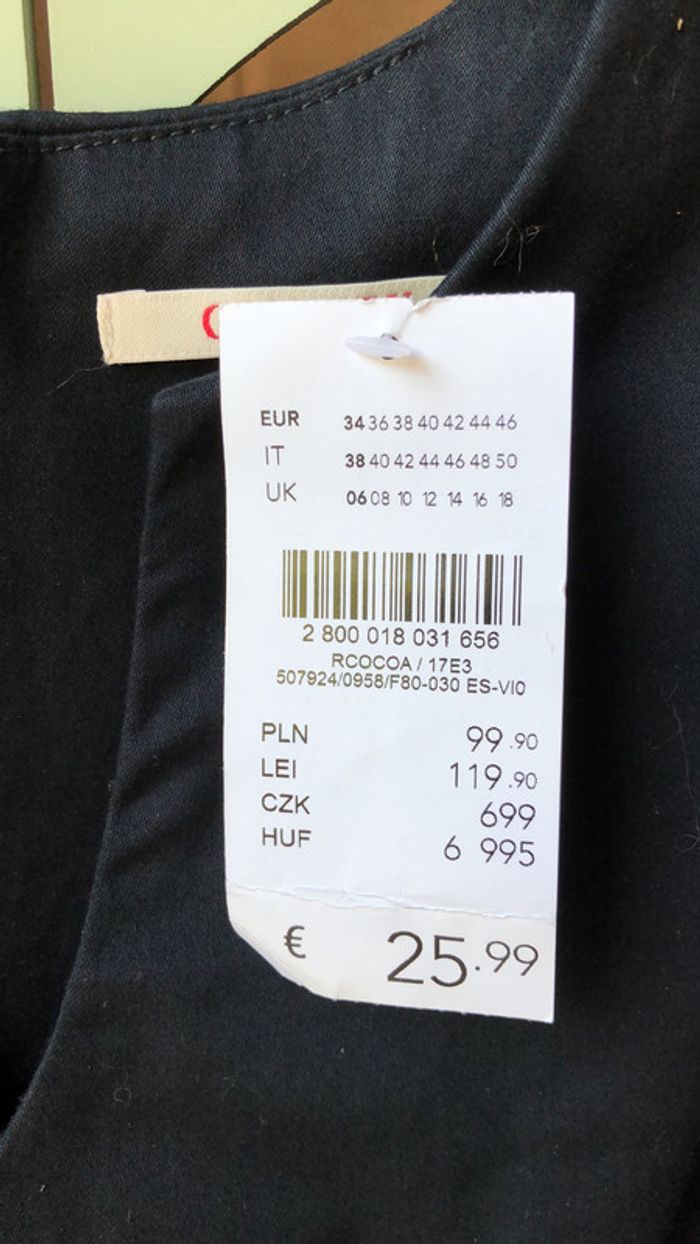 EUR 34 36 38 40 42 44 46
IT 38 40 42 44 46 48 50
UK 06 08 10 12 14 16 18
2 800 018 031 656
RCOCOA / 17E3
507924/0958/F80-030 ES-VI0
PLN 99.90
LEI 119.90
CZK 699
HUF 6 995
€ 25.99